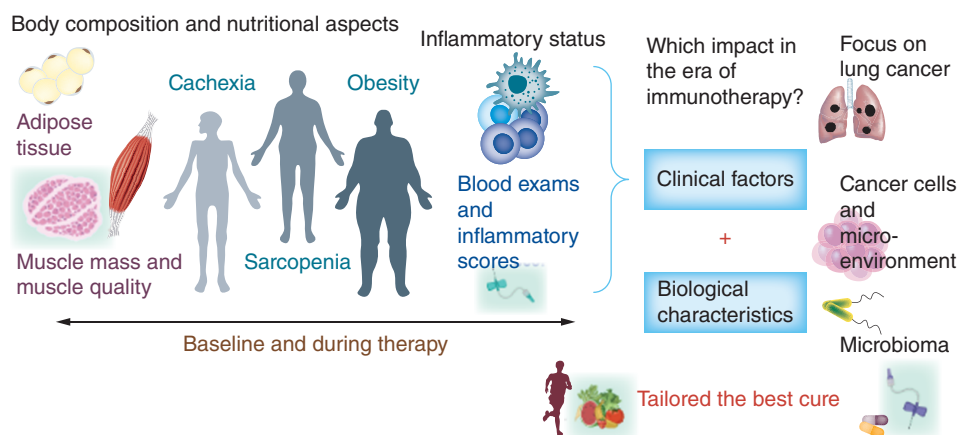 Body composition and nutritional aspects
Adipose
tissue
Muscle mass and
muscle quality
Cachexia
Sarcopenia
Obesity
Baseline and during therapy
Inflammatory status
Blood exams
and
inflammatory
scores
Which impact in
the era of
immunotherapy?
Clinical factors
+
Biological
characteristics
Focus on
lung cancer
Cancer cells
and
micro-
environment
Microbioma
Tailored the best cure